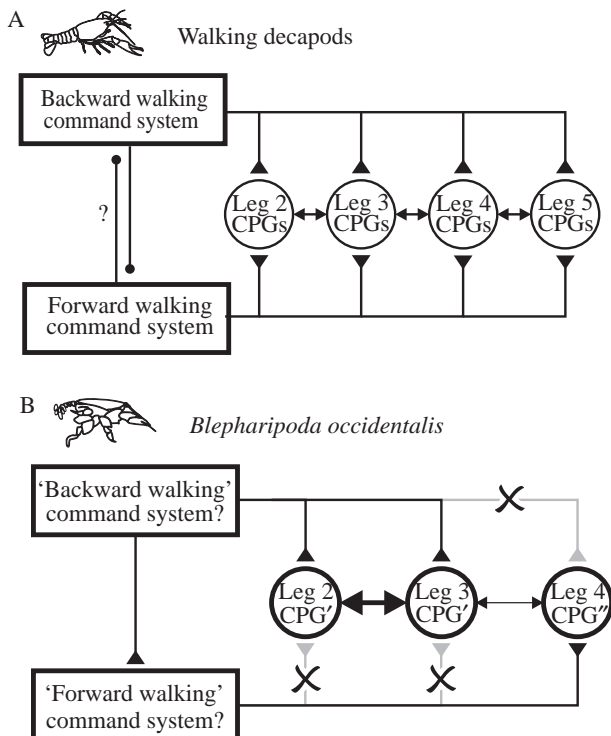 A
Walking decapods
Backward walking
command system
Leg 2
CPGs
Leg 3
CPGs
Leg 4
CPGs
Leg 5
CPGs
?
Forward walking
command system
B
Blepharipoda occidentalis
‘Backward walking’
command system?
X
Leg 2
CPG′
Leg 3
CPG′
Leg 4
CPG″
X
X
‘Forward walking’
command system?